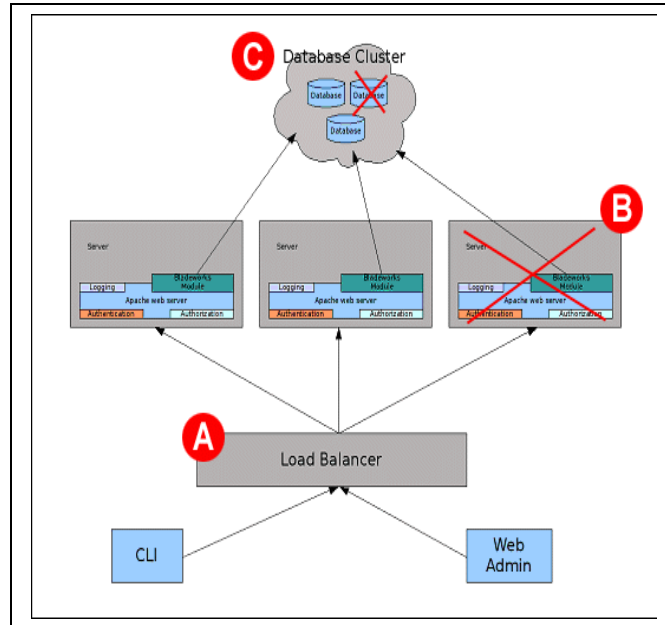 C
Database Cluster
Database
Database
Database
B
Server
Server
Server
Bladeworks
Module
Logging
Apache web server
Authentication
Authorization
Bladeworks
Module
Logging
Apache web server
Authentication
Authorization
Bladeworks
Module
Logging
Apache web server
Authentication
Authorization
A
Load Balancer
CLI
Web
Admin